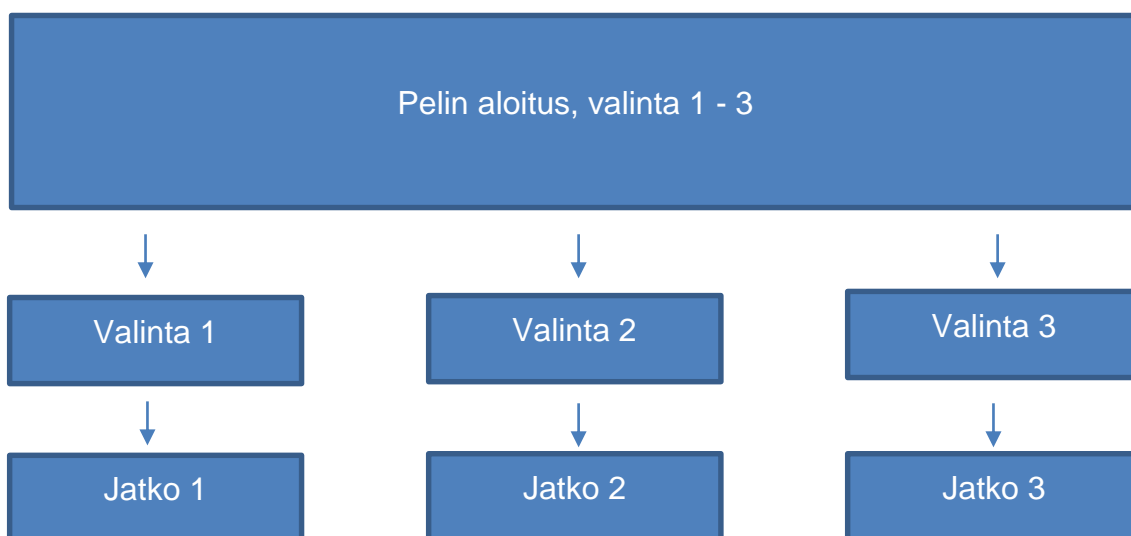 Pelin aloitus, valinta 1 - 3
Valinta 1
Valinta 2
Valinta 3
Jatko 1
Jatko 2
Jatko 3